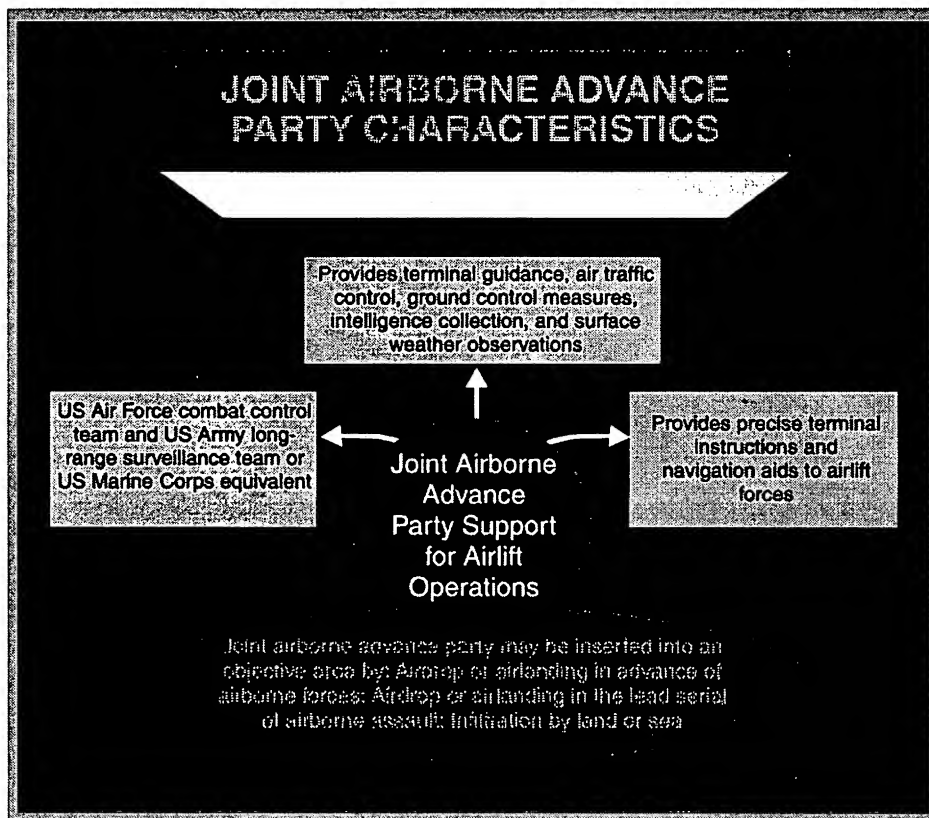 JOINT AIRBORNE ADVANCE
PARTY CHARACTERISTICS
Provides terminal guidance, air traffic
control, ground control measures,
intelligence collection, and surface
weather observations
US Air Force combat control
team and US Army long-
range surveillance team or
US Marine Corps equivalent
Provides precise terminal
instructions and
navigation aids to airlift
forces
Joint Airborne
Advance
Party Support
for Airlift
Operations
Joint airborne advance party may be inserted into an
objective area by: Airdrop or airlanding in advance of
airborne forces; Airdrop or airlanding in the lead serial
of airborne assault; Infiltration by land or sea